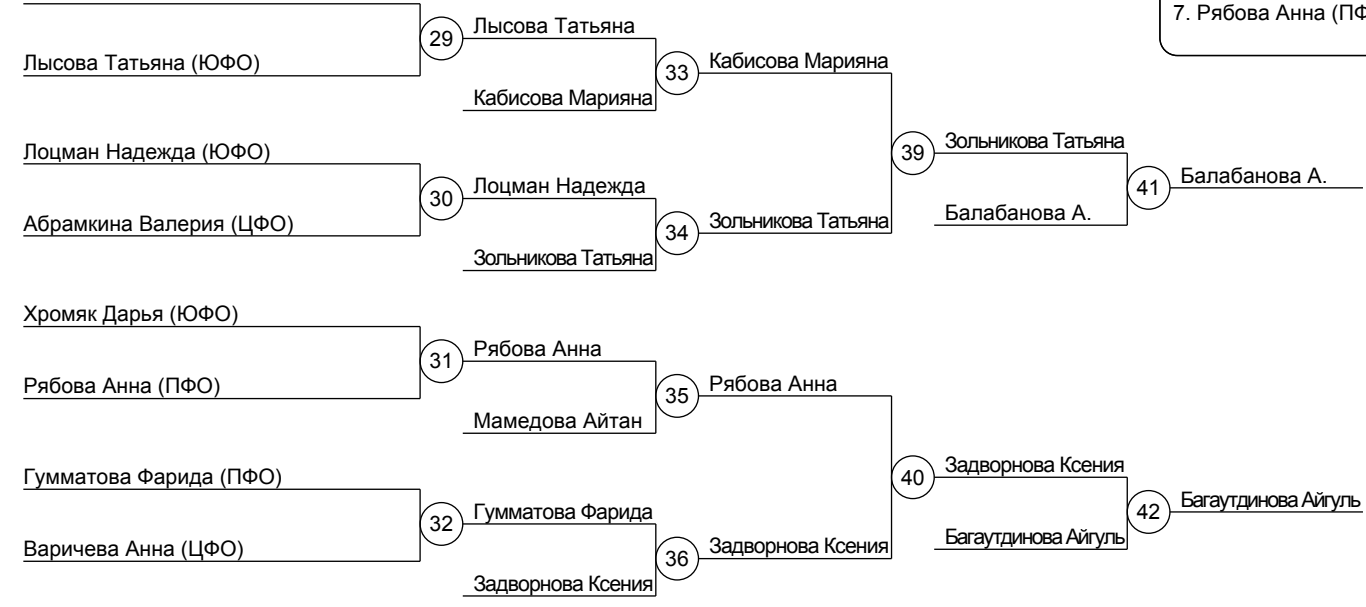 7. Рябова Анна (ПФ
29
Лысова Татьяна
Лысова Татьяна (ЮФО)
33
Кабисова Марияна
Кабисова Марияна
Лоцман Надежда (ЮФО)
39
Зольникова Татьяна
30
Лоцман Надежда
41
Балабанова А.
Абрамкина Валерия (ЦФО)
34
Зольникова Татьяна
Балабанова А.
Зольникова Татьяна
Хромяк Дарья (ЮФО)
31
Рябова Анна
Рябова Анна (ПФО)
35
Рябова Анна
Мамедова Айтан
Гумматова Фарида (ПФО)
40
Задворнова Ксения
32
Гумматова Фарида
42
Багаутдинова Айгуль
Варичева Анна (ЦФО)
36
Задворнова Ксения
Багаутдинова Айгуль
Задворнова Ксения